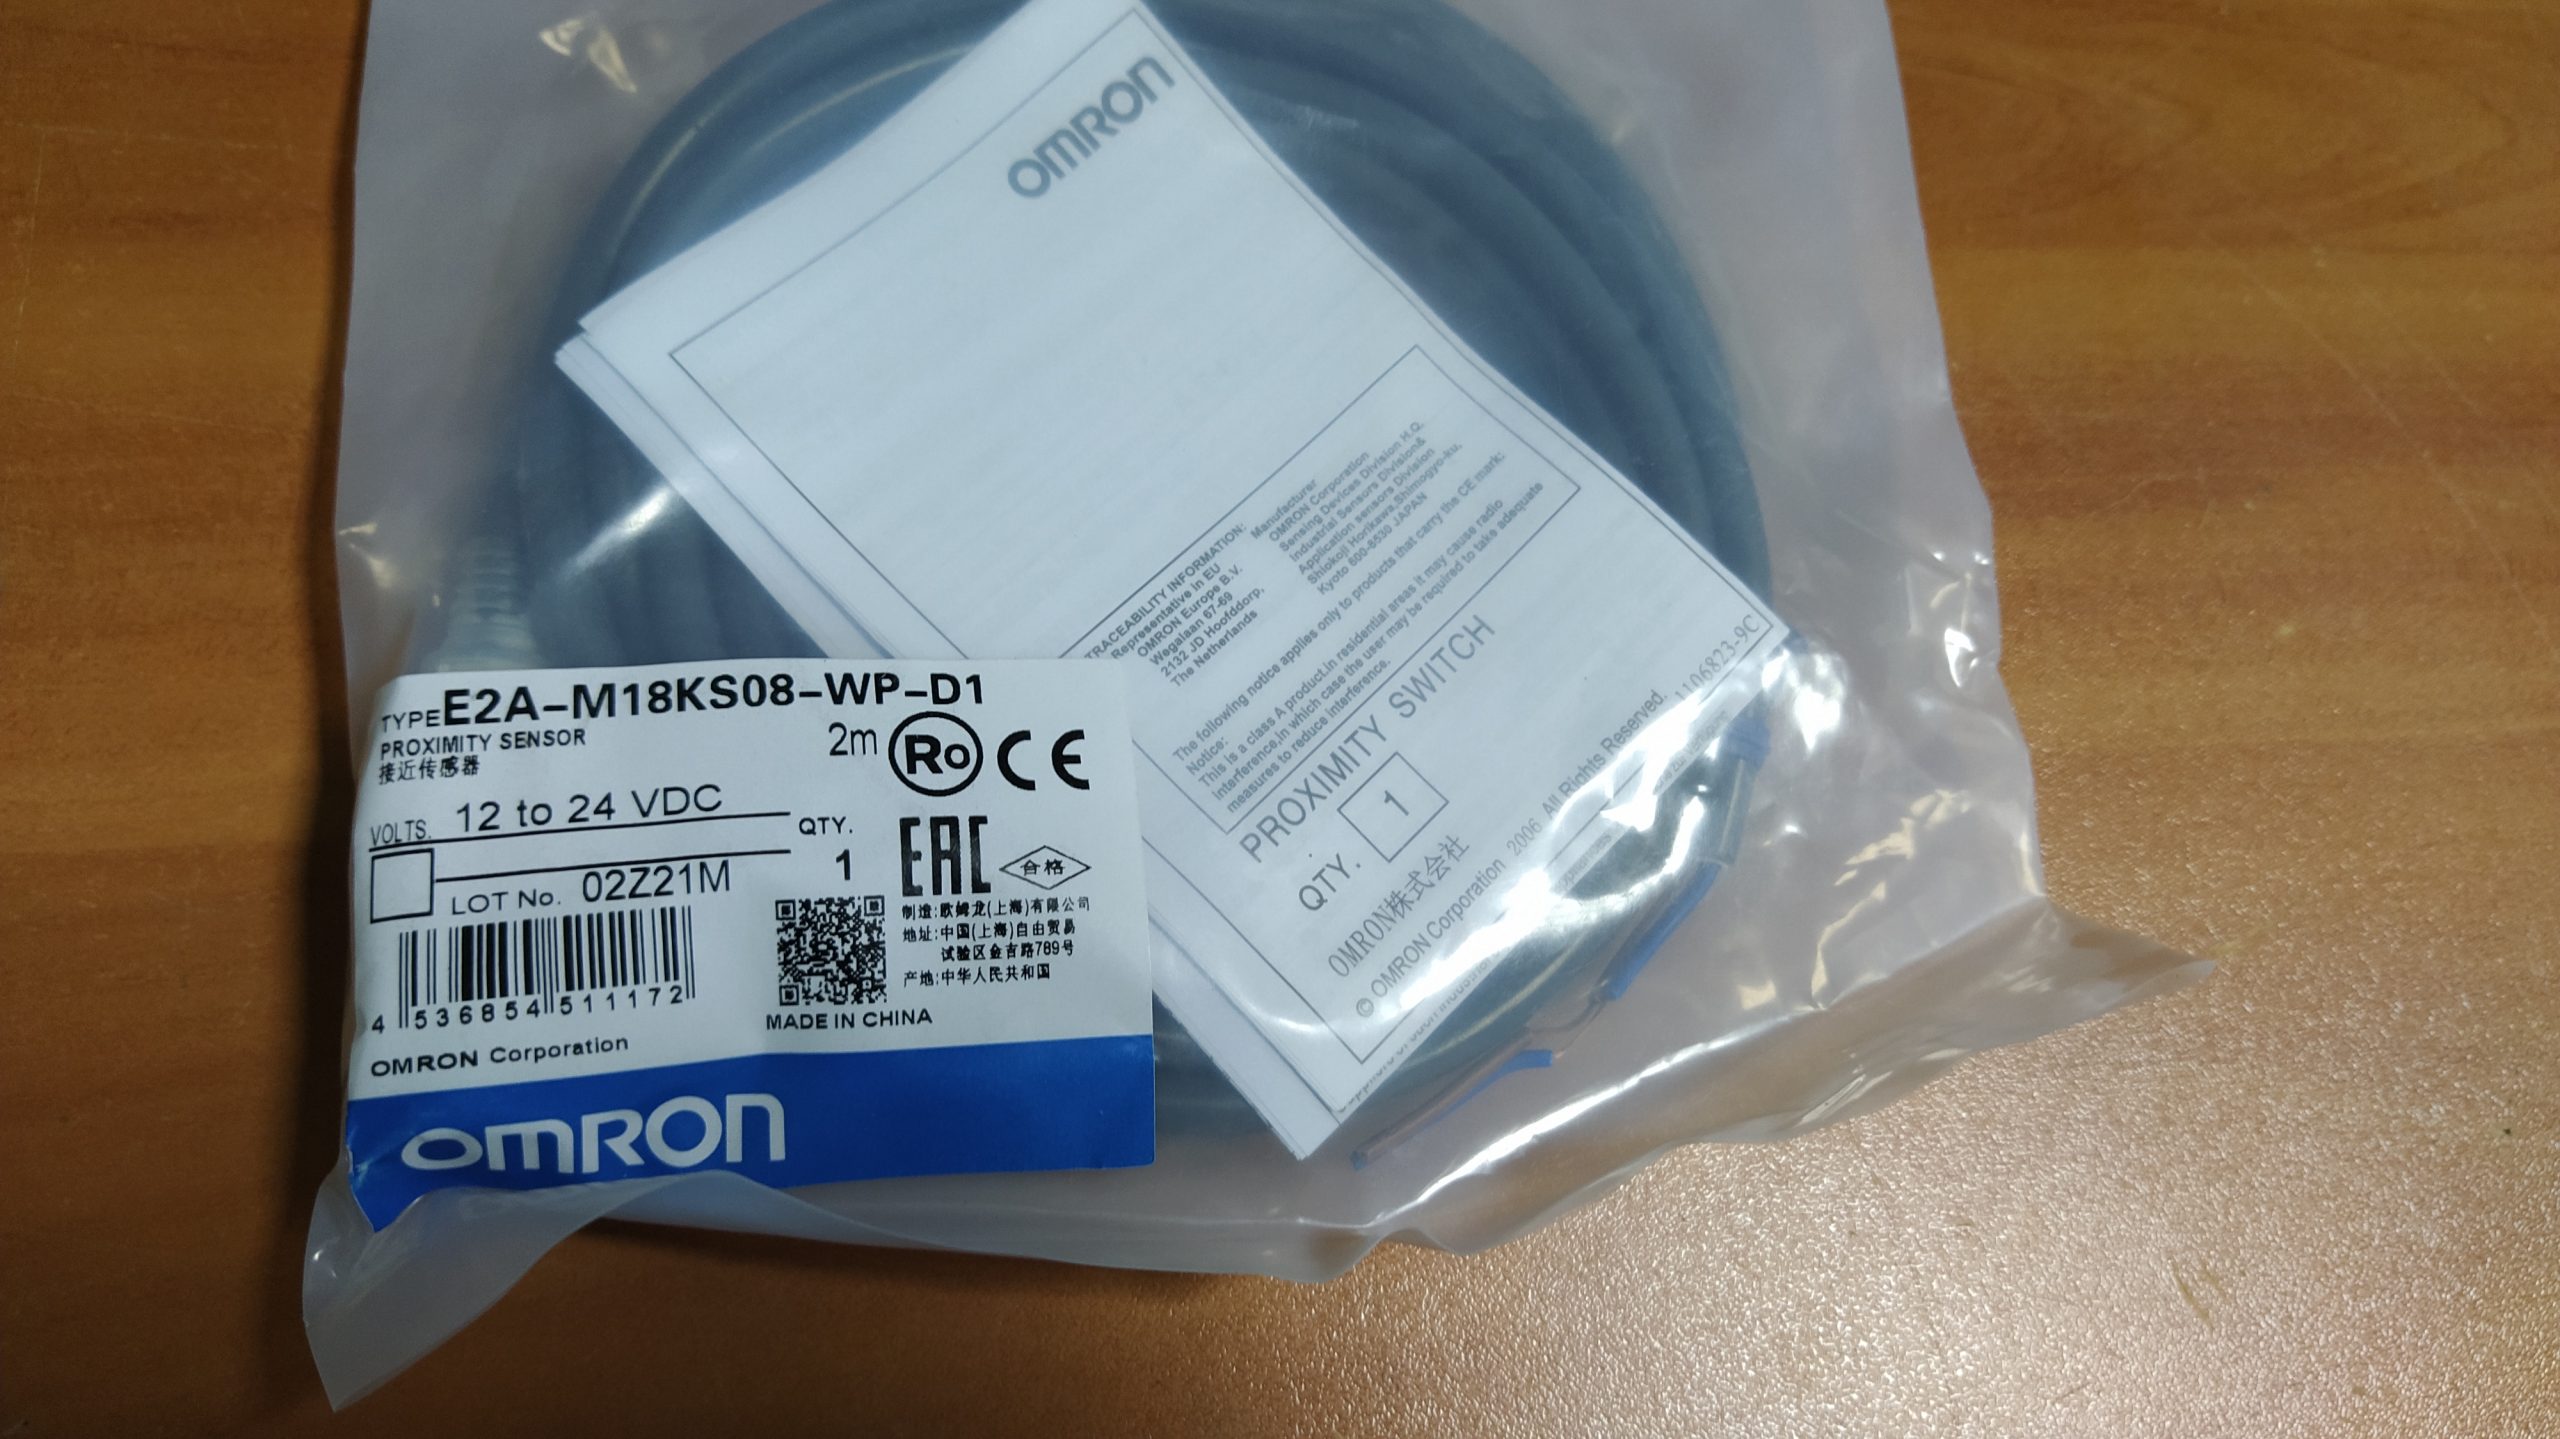 OMRON
TRACEABILITY INFORMATION:
Representative in EU
OMRON Europe B.V.
Wegalaan 67-69
2132 JD Hoofddorp,
The Netherlands
Manufacturer
OMRON Corporation
Sensing Devices Division H.Q.
Industrial Sensors Division&
Application sensors Division
Shiokoji Horikawa,Shimogyo-ku,
Kyoto 600-8530 JAPAN
The following notice applies only to products that carry the CE mark:
Notice:
This is a class A product.In residential areas it may cause radio
interference,in which case the user may be required to take adequate
measures to reduce interference.
PROXIMITY SWITCH
QTY. 1
OMRON株式会社
1106823-9C
© OMRON Corporation 2006 All Rights Reserved.
TYPE E2A-M18KS08-WP-D1
PROXIMITY SENSOR 2m
接近传感器
Ro CE
VOLTS. 12 to 24 VDC
QTY.
1
LOT No. 02Z21M
EAC
合格
制造:欧姆龙(上海)有限公司
地址:中国(上海)自由贸易
试验区金吉路789号
产地:中华人民共和国
4 536854 511172
MADE IN CHINA
OMRON Corporation
OMRON